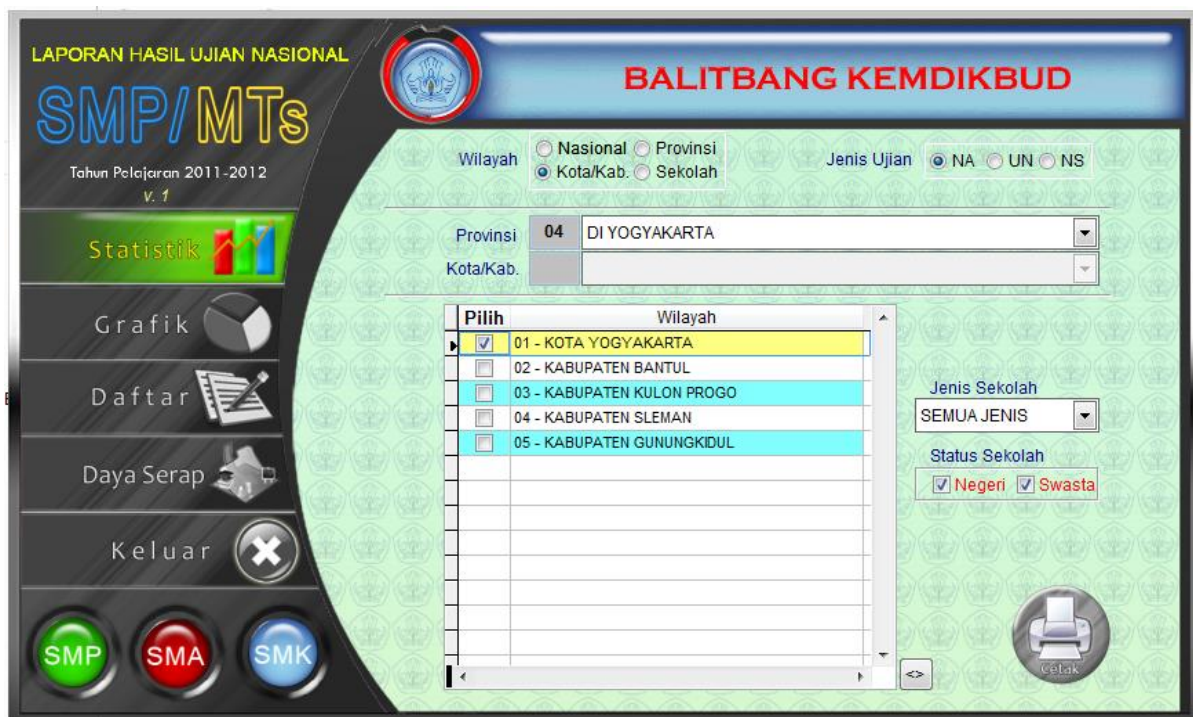 LAPORAN HASIL UJIAN NASIONAL
SMP/MTs
Tahun Pelajaran 2011-2012
v. 1
Statistik
Grafik
Daftar
Daya Serap
Keluar
SMP SMA SMK
BALITBANG KEMDIKBUD
Wilayah Nasional Provinsi
Kota/Kab. Sekolah
Jenis Ujian NA UN NS
Provinsi 04 DI YOGYAKARTA
Kota/Kab.
Pilih Wilayah
01 - KOTA YOGYAKARTA
02 - KABUPATEN BANTUL
03 - KABUPATEN KULON PROGO
04 - KABUPATEN SLEMAN
05 - KABUPATEN GUNUNGKIDUL
Jenis Sekolah
SEMUA JENIS
Status Sekolah
Negeri Swasta
<>
Cetak